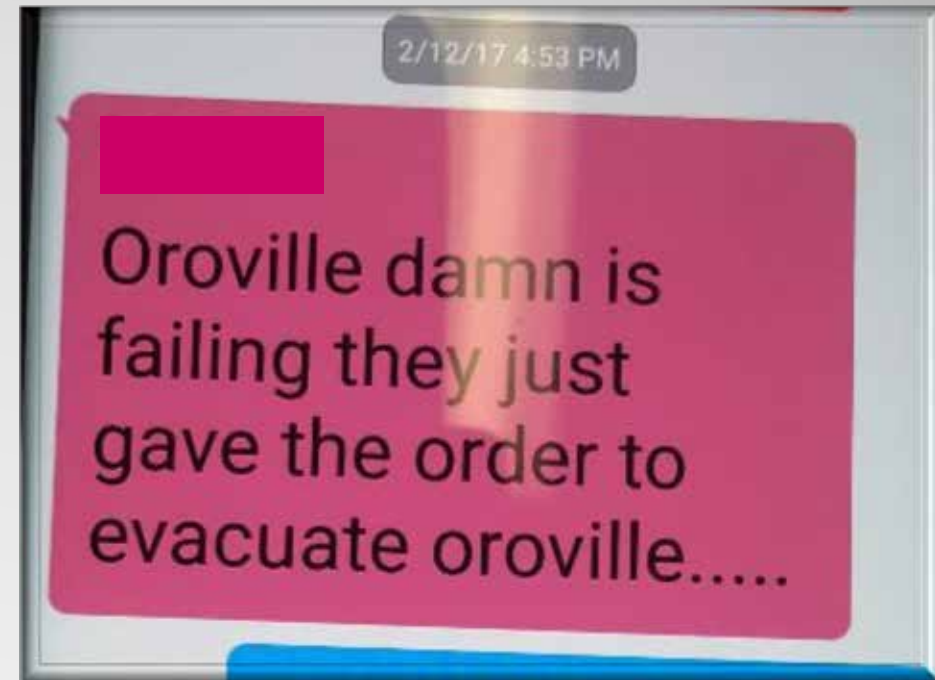 2/12/17 4:53 PM
Oroville damn is
failing they just
gave the order to
evacuate oroville.....